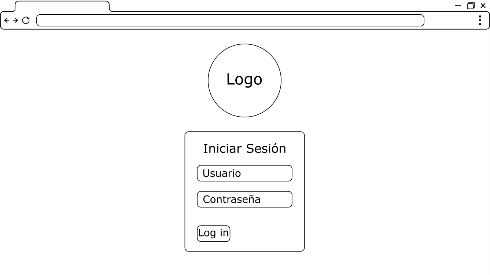 Logo
Iniciar Sesión
Usuario
Contraseña
Log in